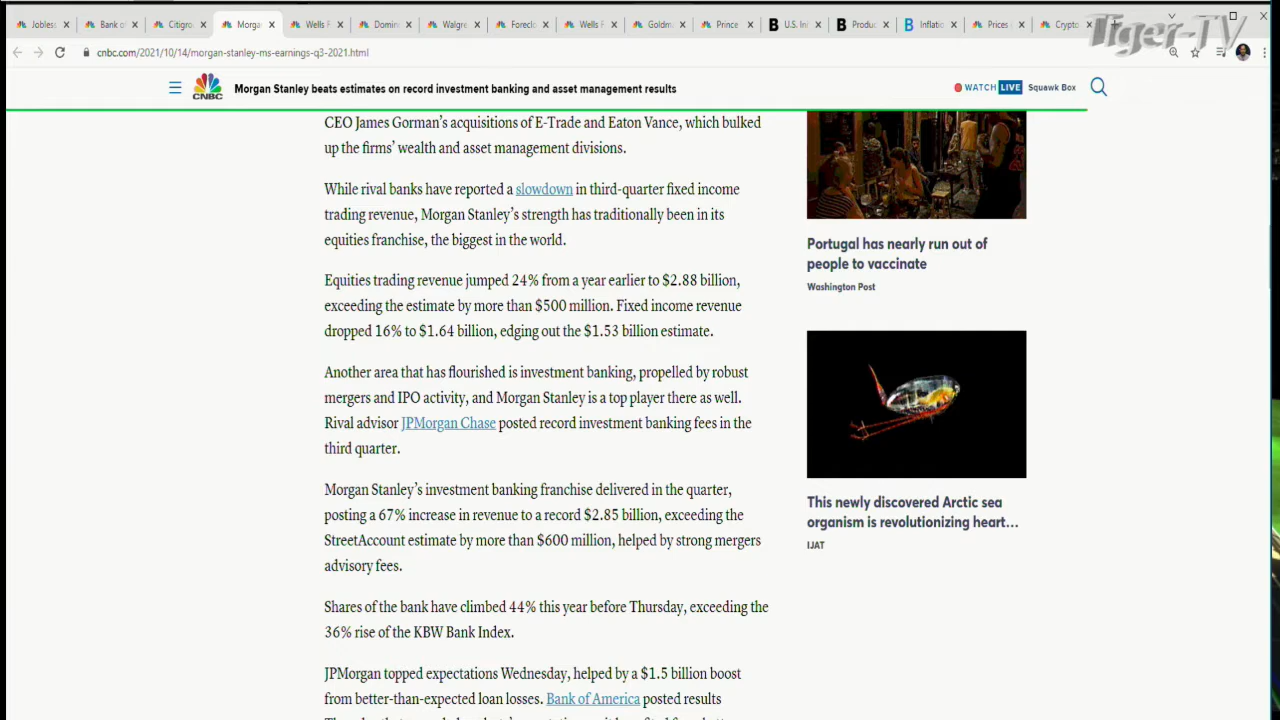 Jobless
Bank of
Citigro
Morga
Wells F
Domin
Walgre
Foreclo
Wells F
Goldm
Prince
U.S. In
Produc
Inflatio
Prices
Crypto
Tiger-TV
cnbc.com/2021/10/14/morgan-stanley-ms-earnings-q3-2021.html
CNBC
Morgan Stanley beats estimates on record investment banking and asset management results
WATCH LIVE Squawk Box
CEO James Gorman's acquisitions of E-Trade and Eaton Vance, which bulked
up the firms' wealth and asset management divisions.
While rival banks have reported a slowdown in third-quarter fixed income
trading revenue, Morgan Stanley's strength has traditionally been in its
equities franchise, the biggest in the world.
Equities trading revenue jumped 24% from a year earlier to $2.88 billion,
exceeding the estimate by more than $500 million. Fixed income revenue
dropped 16% to $1.64 billion, edging out the $1.53 billion estimate.
Another area that has flourished is investment banking, propelled by robust
mergers and IPO activity, and Morgan Stanley is a top player there as well.
Rival advisor JPMorgan Chase posted record investment banking fees in the
third quarter.
Morgan Stanley's investment banking franchise delivered in the quarter,
posting a 67% increase in revenue to a record $2.85 billion, exceeding the
StreetAccount estimate by more than $600 million, helped by strong mergers
advisory fees.
Shares of the bank have climbed 44% this year before Thursday, exceeding the
36% rise of the KBW Bank Index.
JPMorgan topped expectations Wednesday, helped by a $1.5 billion boost
from better-than-expected loan losses. Bank of America posted results
Portugal has nearly run out of
people to vaccinate
Washington Post
This newly discovered Arctic sea
organism is revolutionizing heart…
IJAT